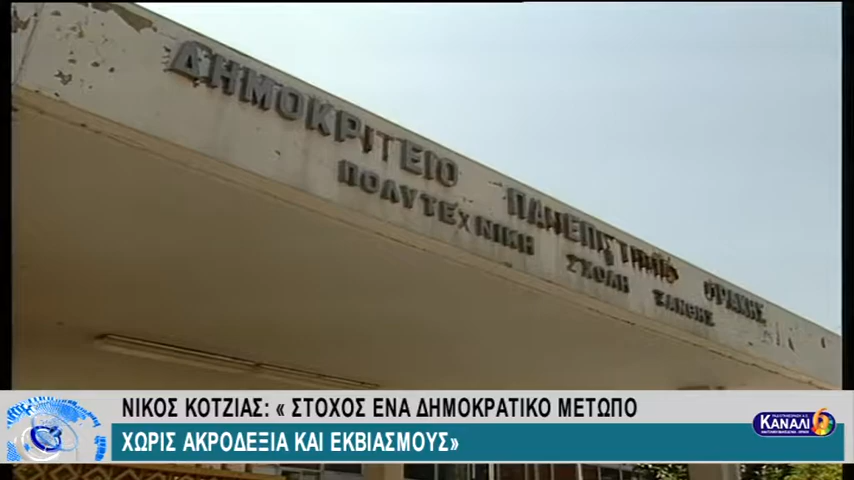 ΔΗΜΟΚΡΙΤΕΙΟ ΠΑΝΕΠΙΣΤΗΜΙΟ ΘΡΑΚΗΣ
ΠΟΛΥΤΕΧΝΙΚΗ ΣΧΟΛΗ ΞΑΝΘΗΣ
ΝΙΚΟΣ ΚΟΤΖΙΑΣ: « ΣΤΟΧΟΣ ΕΝΑ ΔΗΜΟΚΡΑΤΙΚΟ ΜΕΤΩΠΟ
ΧΩΡΙΣ ΑΚΡΟΔΕΞΙΑ ΚΑΙ ΕΚΒΙΑΣΜΟΥΣ»
ΚΑΝΑΛΙ 6